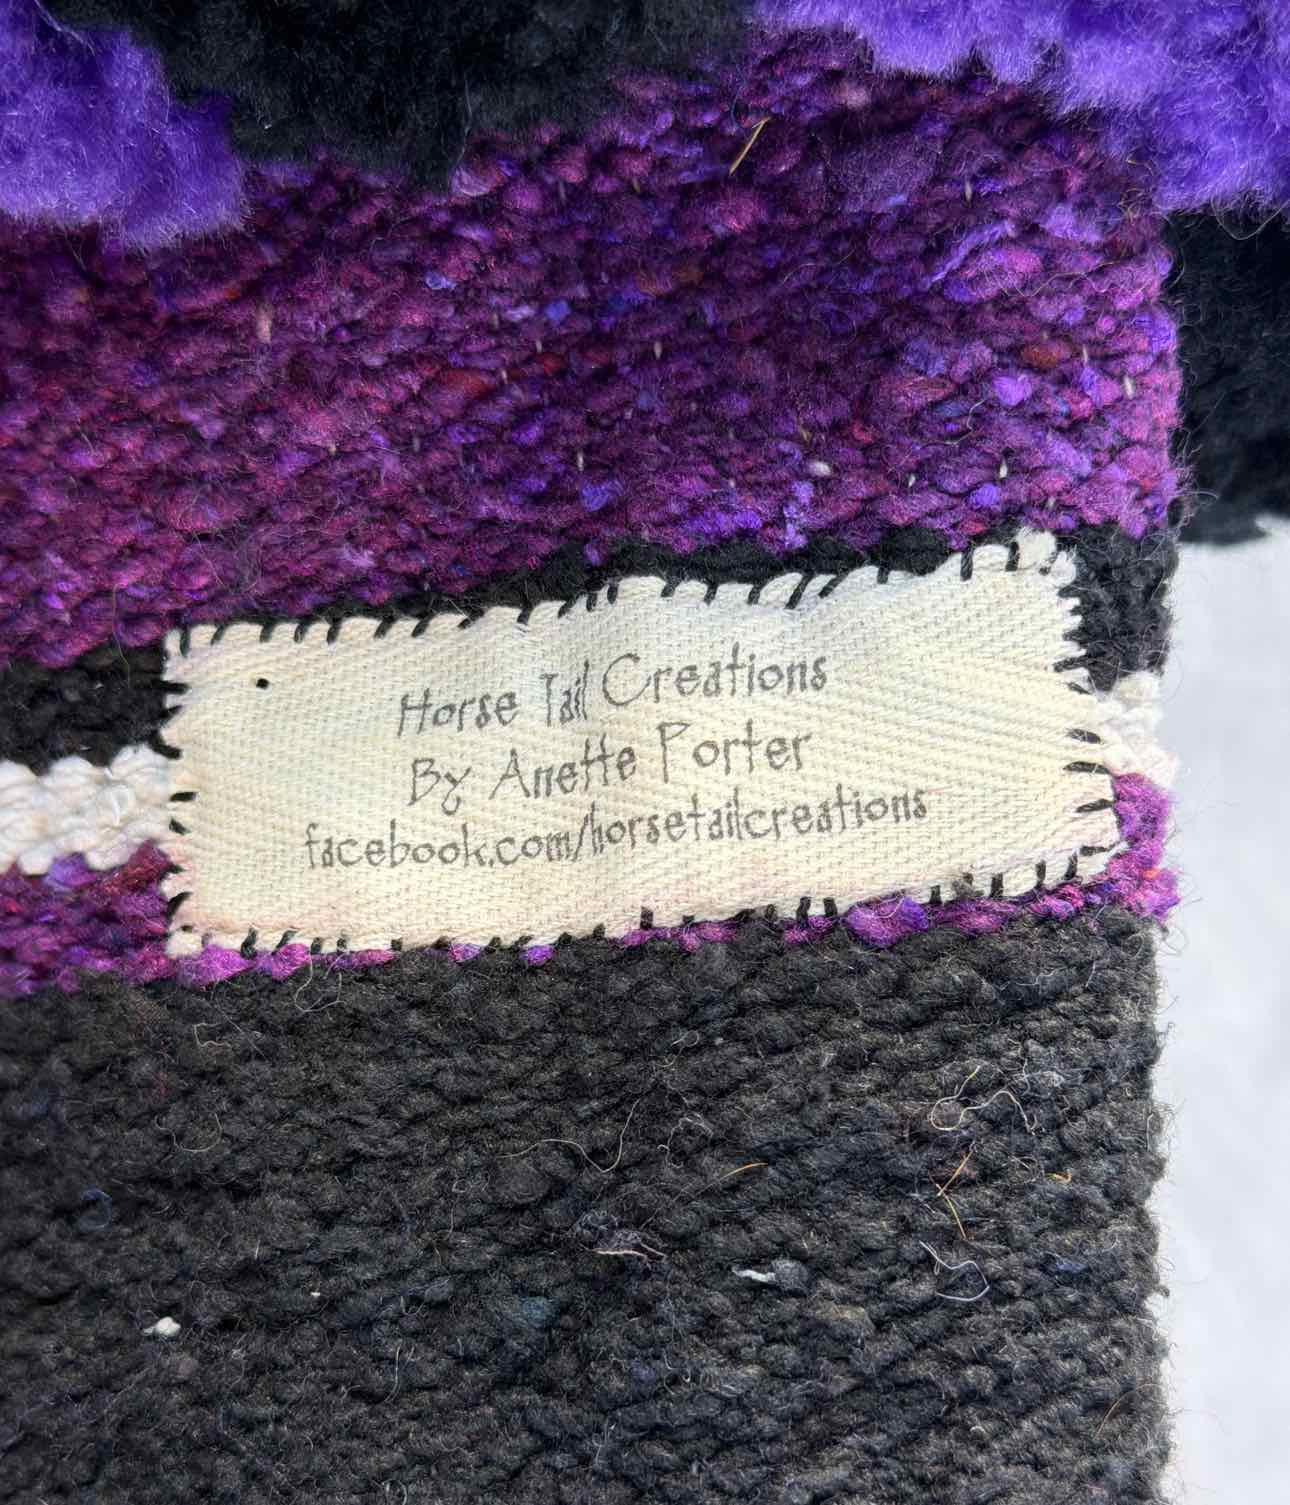 Horse Tail Creations
By Anette Porter
facebook.com/horsetailcreations